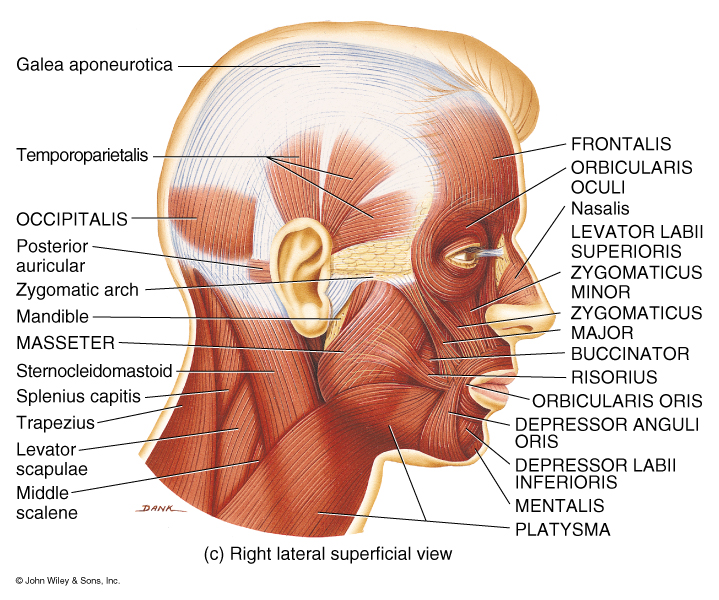 Galea aponeurotica
Temporoparietalis
OCCIPITALIS
Posterior
auricular
Zygomatic arch
Mandible
MASSETER
Sternocleidomastoid
Splenius capitis
Trapezius
Levator
scapulae
Middle
scalene
DANK
FRONTALIS
ORBICULARIS
OCULI
Nasalis
LEVATOR LABII
SUPERIORIS
ZYGOMATICUS
MINOR
ZYGOMATICUS
MAJOR
BUCCINATOR
RISORIUS
ORBICULARIS ORIS
DEPRESSOR ANGULI
ORIS
DEPRESSOR LABII
INFERIORIS
MENTALIS
PLATYSMA
(c) Right lateral superficial view
© John Wiley & Sons, Inc.